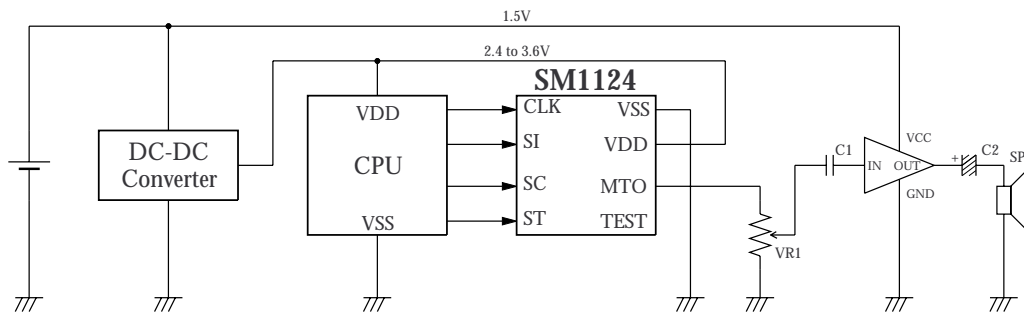 1.5V
2.4 to 3.6V
SM1124
DC-DC
Converter
VDD
CPU
VSS
CLK
SI
SC
ST
VSS
VDD
MTO
TEST
VR1
C1
IN OUT
VCC
GND
+
C2
SP